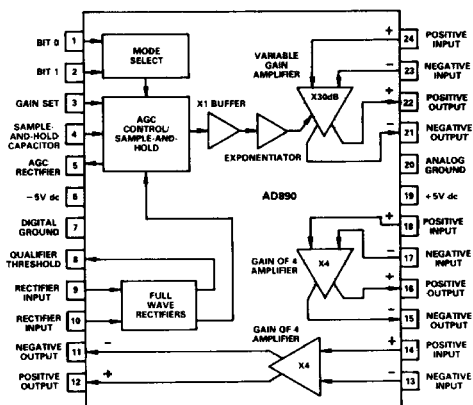 BIT 0
1
BIT 1
2
GAIN SET
3
SAMPLE-
AND-HOLD
CAPACITOR
4
AGC
RECTIFIER
5
−5V dc
6
DIGITAL
GROUND
7
QUALIFIER
THRESHOLD
8
RECTIFIER
INPUT
9
RECTIFIER
INPUT
10
NEGATIVE
OUTPUT
11
−
POSITIVE
OUTPUT
12
+
MODE
SELECT
AGC
CONTROL/
SAMPLE-AND-
HOLD
X1 BUFFER
EXPONENTIATOR
VARIABLE
GAIN
AMPLIFIER
X30dB
AD890
FULL
WAVE
RECTIFIERS
GAIN OF 4
AMPLIFIER
X4
GAIN OF 4
AMPLIFIER
X4
+
24
POSITIVE
INPUT
−
23
NEGATIVE
INPUT
+
22
POSITIVE
OUTPUT
−
21
NEGATIVE
OUTPUT
20
ANALOG
GROUND
19
+5V dc
+
18
POSITIVE
INPUT
−
17
NEGATIVE
INPUT
+
16
POSITIVE
OUTPUT
−
15
NEGATIVE
OUTPUT
+
14
POSITIVE
INPUT
−
13
NEGATIVE
INPUT